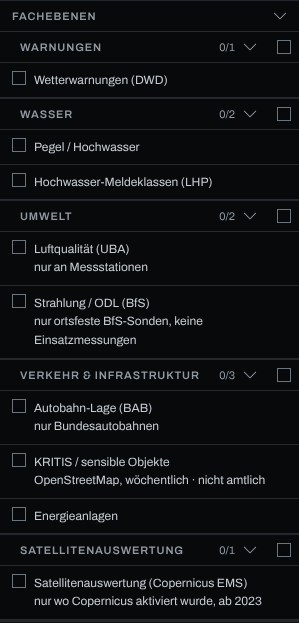 FACHEBENEN
WARNUNGEN 0/1
Wetterwarnungen (DWD)
WASSER 0/2
Pegel / Hochwasser
Hochwasser-Meldeklassen (LHP)
UMWELT 0/2
Luftqualität (UBA)
nur an Messstationen
Strahlung / ODL (BfS)
nur ortsfeste BfS-Sonden, keine
Einsatzmessungen
VERKEHR & INFRASTRUKTUR 0/3
Autobahn-Lage (BAB)
nur Bundesautobahnen
KRITIS / sensible Objekte
OpenStreetMap, wöchentlich · nicht amtlich
Energieanlagen
SATELLITENAUSWERTUNG 0/1
Satellitenauswertung (Copernicus EMS)
nur wo Copernicus aktiviert wurde, ab 2023